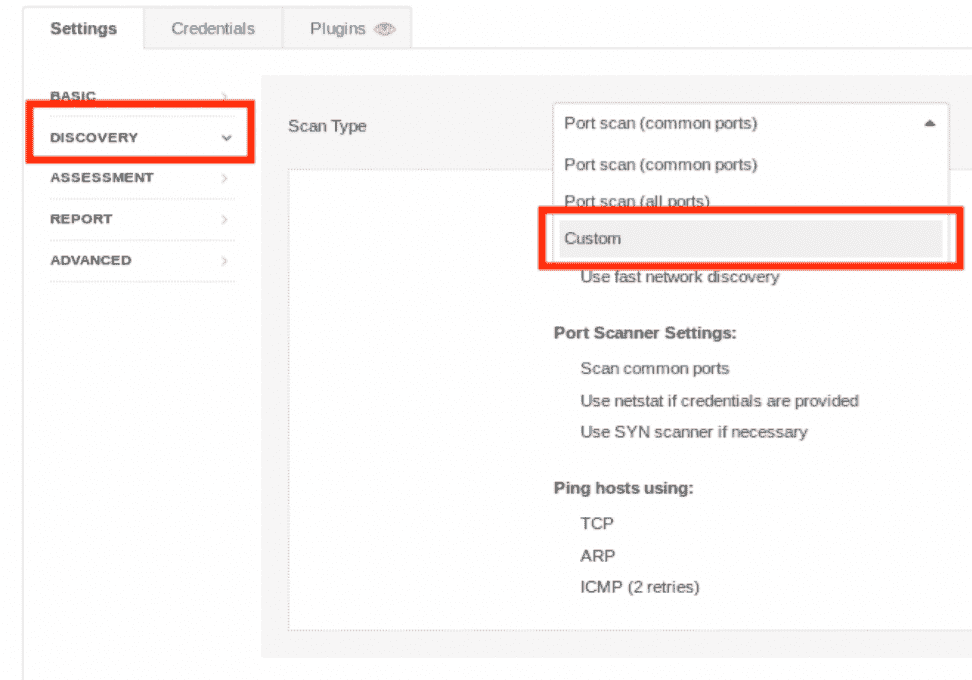 Settings
Credentials
Plugins
BASIC
DISCOVERY
ASSESSMENT
REPORT
ADVANCED
Scan Type
Port scan (common ports)
Port scan (common ports)
Port scan (all ports)
Custom
Use fast network discovery
Port Scanner Settings:
Scan common ports
Use netstat if credentials are provided
Use SYN scanner if necessary
Ping hosts using:
TCP
ARP
ICMP (2 retries)